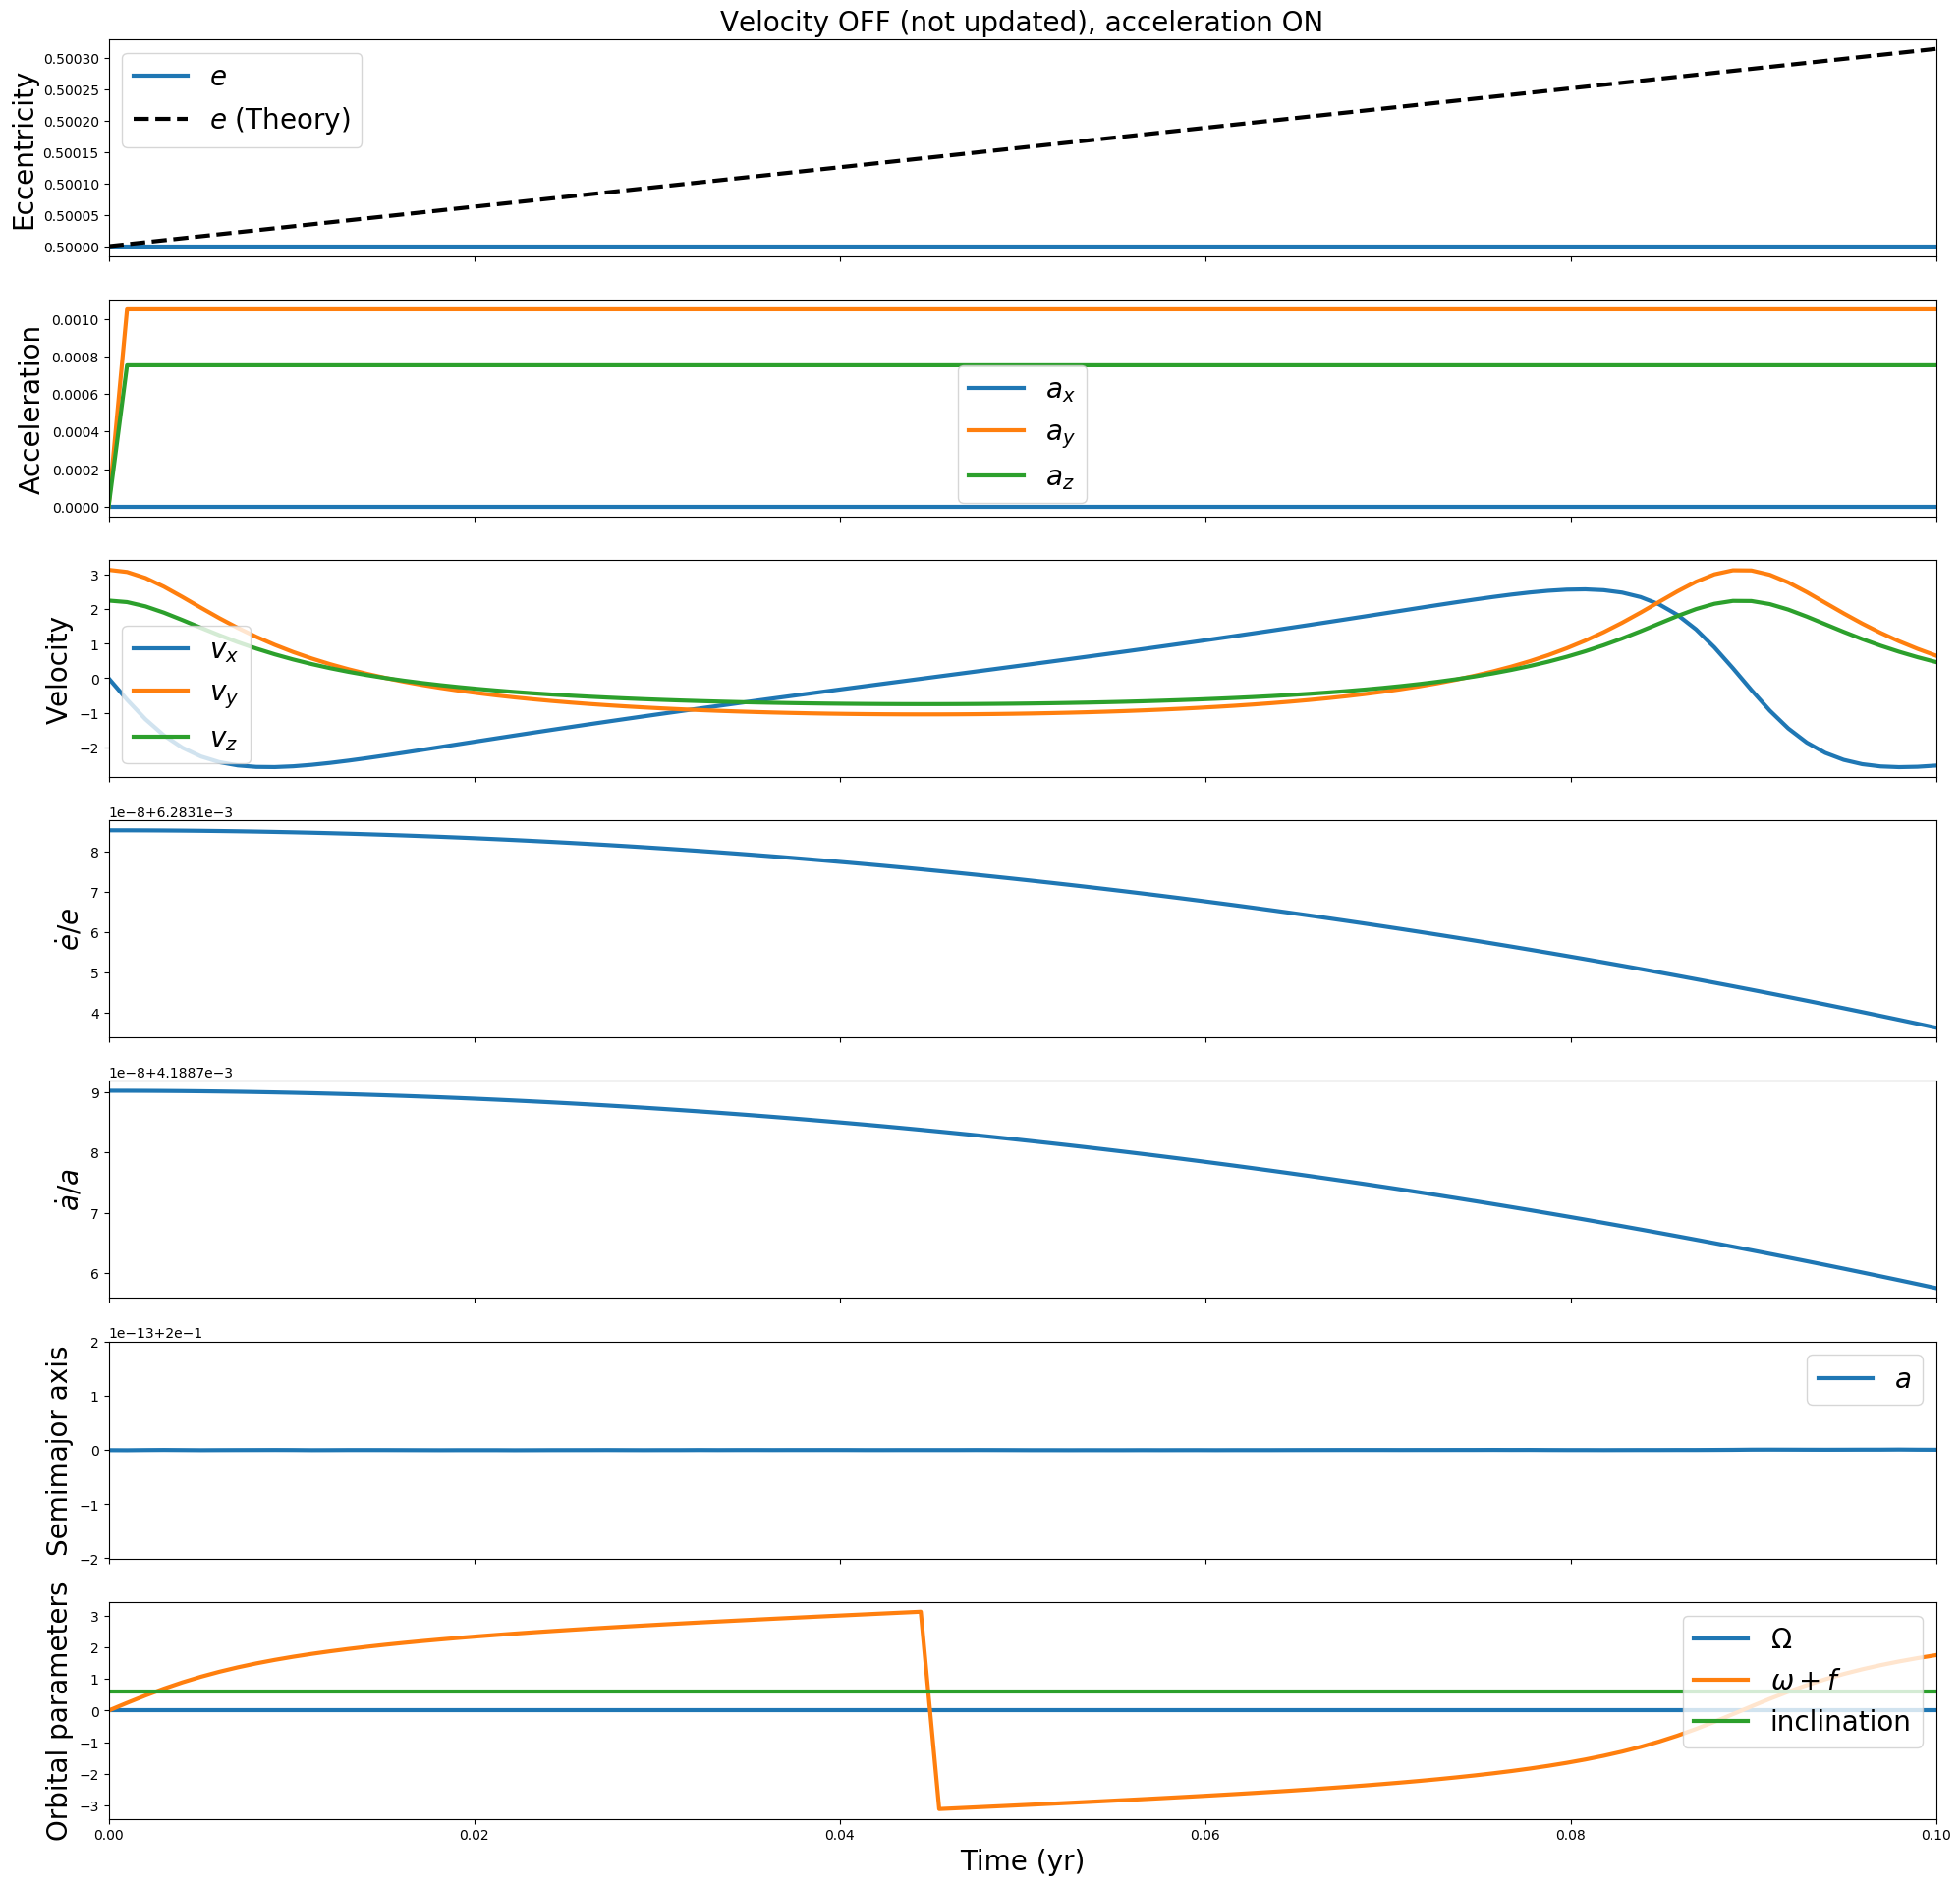 Velocity OFF (not updated), acceleration ON
Eccentricity
0.50030
0.50025
0.50020
0.50015
0.50010
0.50005
0.50000
e
e (Theory)
Acceleration
0.0010
0.0008
0.0006
0.0004
0.0002
0.0000
a_x
a_y
a_z
Velocity
3
2
1
0
−1
−2
v_x
v_y
v_z
1e−8+6.2831e−3
ė/e
8
7
6
5
4
1e−8+4.1887e−3
ȧ/a
9
8
7
6
1e−13+2e−1
Semimajor axis
2
1
0
−1
−2
a
Orbital parameters
3
2
1
0
−1
−2
−3
Ω
ω + f
inclination
0.00 0.02 0.04 0.06 0.08 0.10
Time (yr)